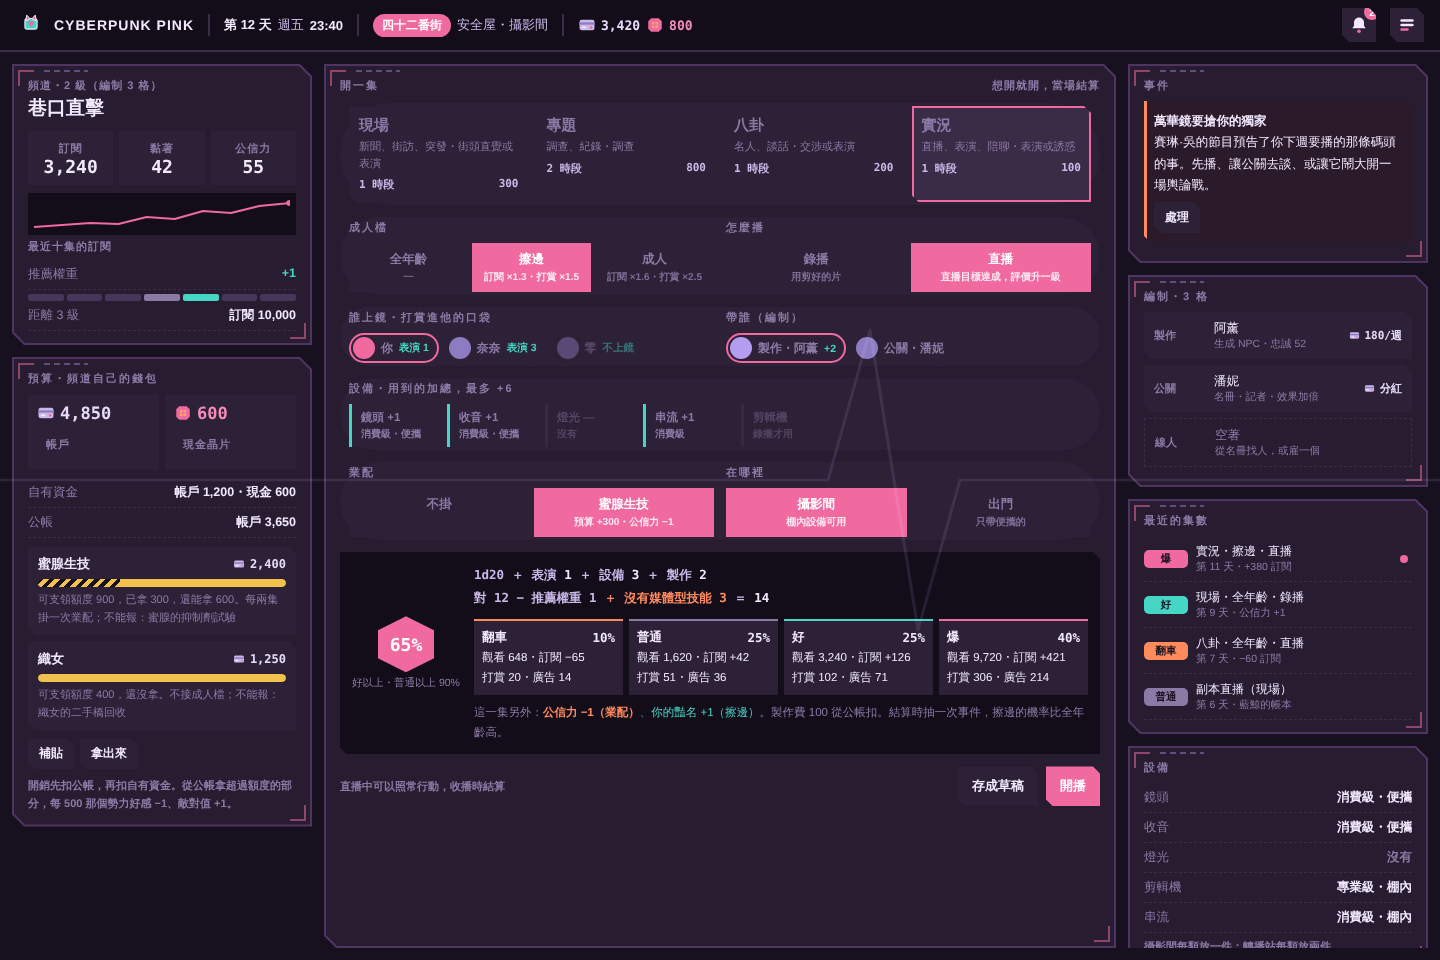 CYBERPUNK PINK 第 12 天 週五 23:40 四十二番街 安全屋・攝影間 3,420 800
頻道・2 級（編制 3 格）
巷口直擊
訂閱 黏著 公信力
3,240 42 55
最近十集的訂閱
推薦權重 +1
距離 3 級 訂閱 10,000
預算・頻道自己的錢包
4,850 600
帳戶 現金晶片
自有資金 帳戶 1,200・現金 600
公帳 帳戶 3,650
蜜腺生技 2,400
可支領額度 900，已拿 300，還能拿 600。每兩集
掛一次業配；不能報：蜜腺的抑制劑試驗
織女 1,250
可支領額度 400，還沒拿。不接成人檔；不能報：
織女的二手橋回收
補貼 拿出來
開銷先扣公帳，再扣自有資金。從公帳拿超過額度的部
分，每 500 那個勢力好感 −1、敵對值 +1。
開一集 想開就開，當場結算
現場
新聞、街訪、突發・街頭直覺或
表演
1 時段 300
專題
調查、紀錄・調查
2 時段 800
八卦
名人、談話・交涉或表演
1 時段 200
實況
直播、表演、陪聊・表演或誘惑
1 時段 100
成人檔 怎麼播
全年齡 擦邊 成人 錄播 直播
— 訂閱 ×1.3・打賞 ×1.5 訂閱 ×1.6・打賞 ×2.5 用剪好的片 直播目標達成，評價升一級
誰上鏡・打賞進他的口袋 帶誰（編制）
你 表演 1 奈奈 表演 3 零 不上鏡 製作・阿薰 +2 公關・潘妮
設備・用到的加總，最多 +6
鏡頭 +1 收音 +1 燈光 — 串流 +1 剪輯機
消費級・便攜 消費級・便攜 沒有 消費級 錄播才用
業配 在哪裡
不掛 蜜腺生技 攝影間 出門
預算 +300・公信力 −1 棚內設備可用 只帶便攜的
65%
好以上・普通以上 90%
1d20 + 表演 1 + 設備 3 + 製作 2
對 12 − 推薦權重 1 + 沒有媒體型技能 3 = 14
翻車 10% 普通 25% 好 25% 爆 40%
觀看 648・訂閱 −65 觀看 1,620・訂閱 +42 觀看 3,240・訂閱 +126 觀看 9,720・訂閱 +421
打賞 20・廣告 14 打賞 51・廣告 36 打賞 102・廣告 71 打賞 306・廣告 214
這一集另外：公信力 −1（業配）、你的豔名 +1（擦邊）。製作費 100 從公帳扣。結算時抽一次事件，擦邊的機率比全年
齡高。
直播中可以照常行動，收播時結算 存成草稿 開播
事件
萬華鏡要搶你的獨家
賽琳·吳的節目預告了你下週要播的那條碼頭
的事。先播、讓公關去談、或讓它鬧大開一
場輿論戰。
處理
編制・3 格
製作 阿薰 180/週
生成 NPC・忠誠 52
公關 潘妮 分紅
名冊・記者・效果加倍
線人 空著
從名冊找人，或雇一個
最近的集數
爆 實況・擦邊・直播
第 11 天・+380 訂閱
好 現場・全年齡・錄播
第 9 天・公信力 +1
翻車 八卦・全年齡・直播
第 7 天・−60 訂閱
普通 副本直播（現場）
第 6 天・藍鯨的帳本
設備
鏡頭 消費級・便攜
收音 消費級・便攜
燈光 沒有
剪輯機 專業級・棚內
串流 消費級・棚內
攝影間每類放一件；轉播站每類放兩件